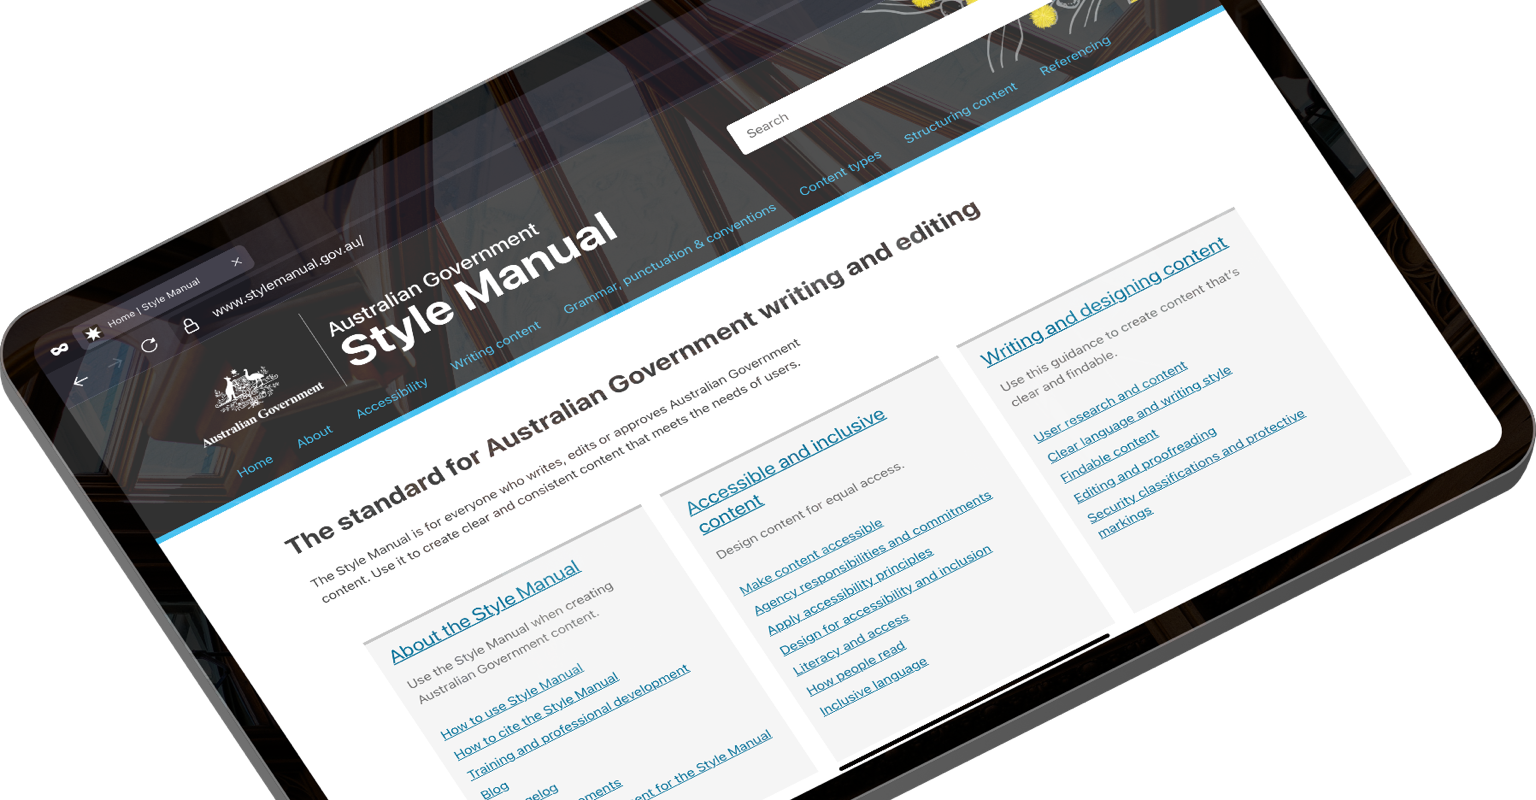 Home | Style Manual
www.stylemanual.gov.au/
Australian Government
Australian Government
Style Manual
Search
Home
About
Accessibility
Writing content
Grammar, punctuation & conventions
Content types
Structuring content
Referencing
The standard for Australian Government writing and editing
The Style Manual is for everyone who writes, edits or approves Australian Government
content. Use it to create clear and consistent content that meets the needs of users.
About the Style Manual
Use the Style Manual when creating
Australian Government content.
How to use Style Manual
How to cite the Style Manual
Training and professional development
Blog
Accessible and inclusive
content
Design content for equal access.
Make content accessible
Agency responsibilities and commitments
Apply accessibility principles
Design for accessibility and inclusion
Literacy and access
How people read
Inclusive language
Writing and designing content
Use this guidance to create content that's
clear and findable.
User research and content
Clear language and writing style
Findable content
Editing and proofreading
Security classifications and protective
markings
for the Style Manual